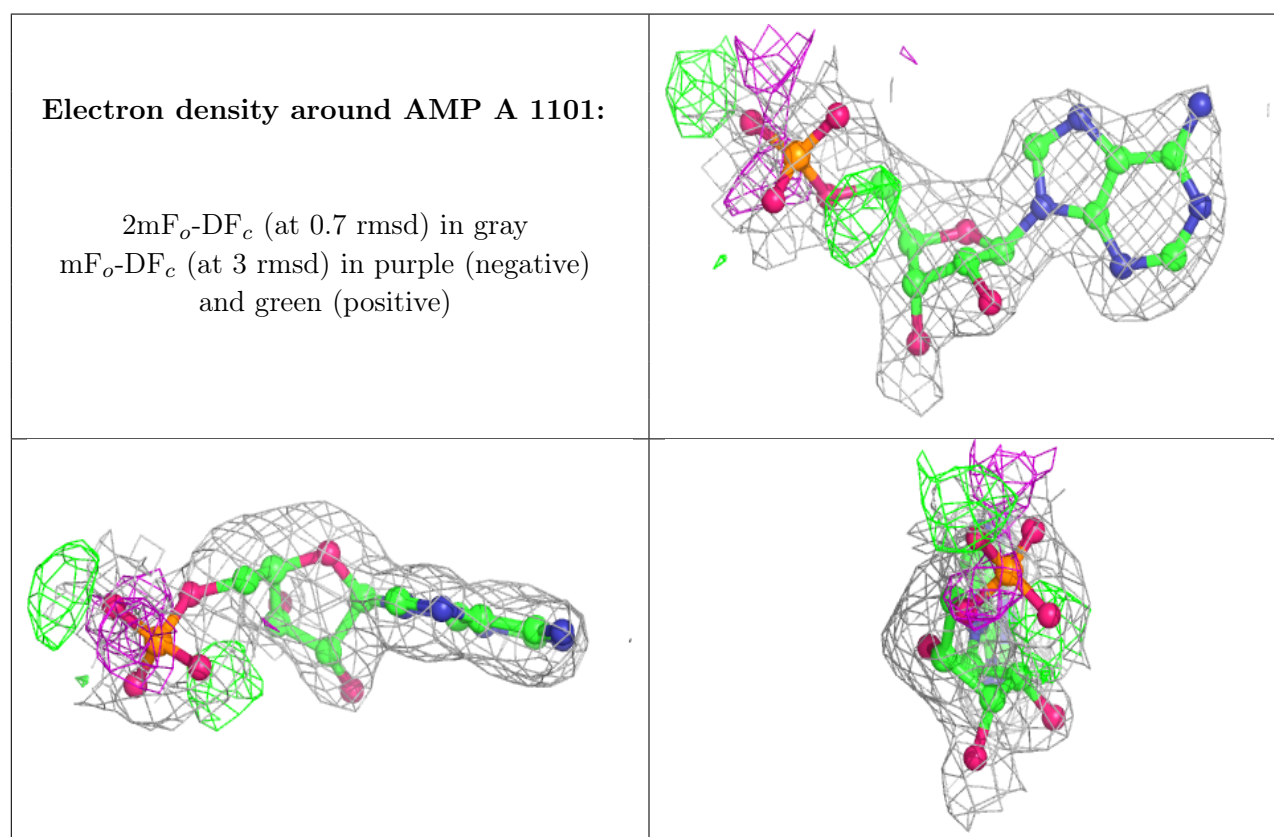 Electron density around AMP A 1101:
2mFo-DFc (at 0.7 rmsd) in gray
mFo-DFc (at 3 rmsd) in purple (negative)
and green (positive)